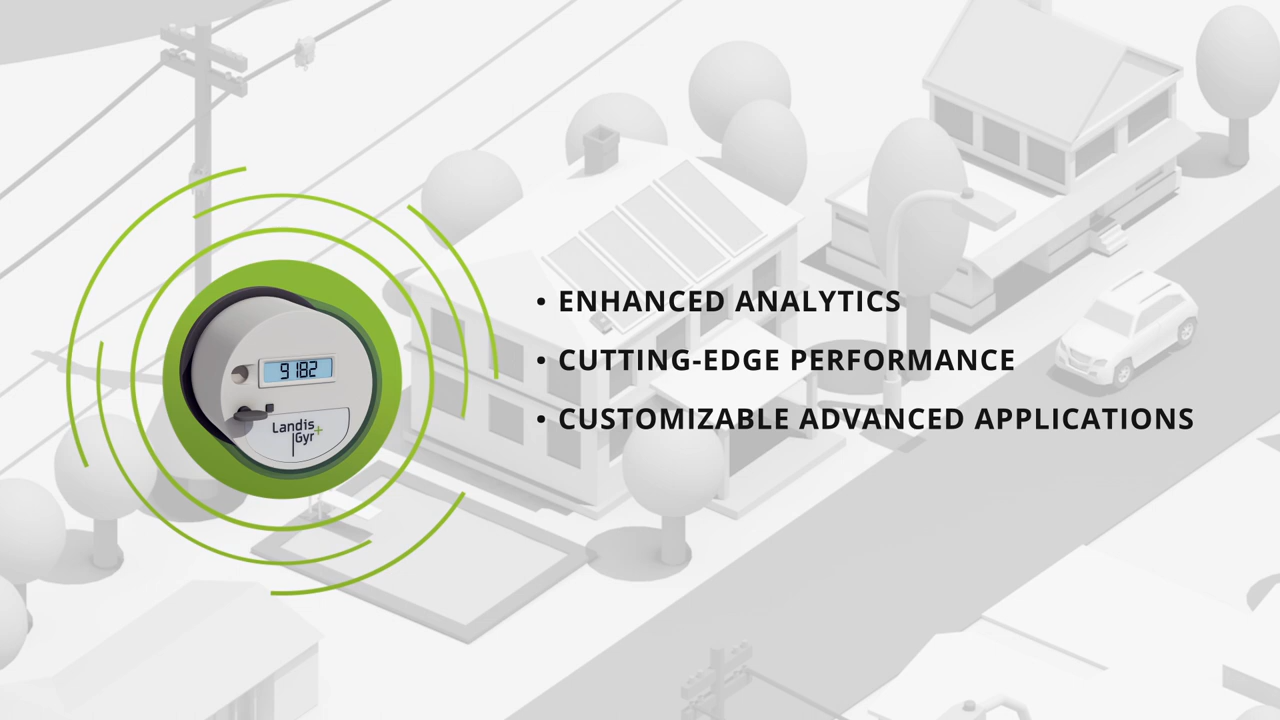 9182
Landis
Gyr+
• ENHANCED ANALYTICS
• CUTTING-EDGE PERFORMANCE
• CUSTOMIZABLE ADVANCED APPLICATIONS